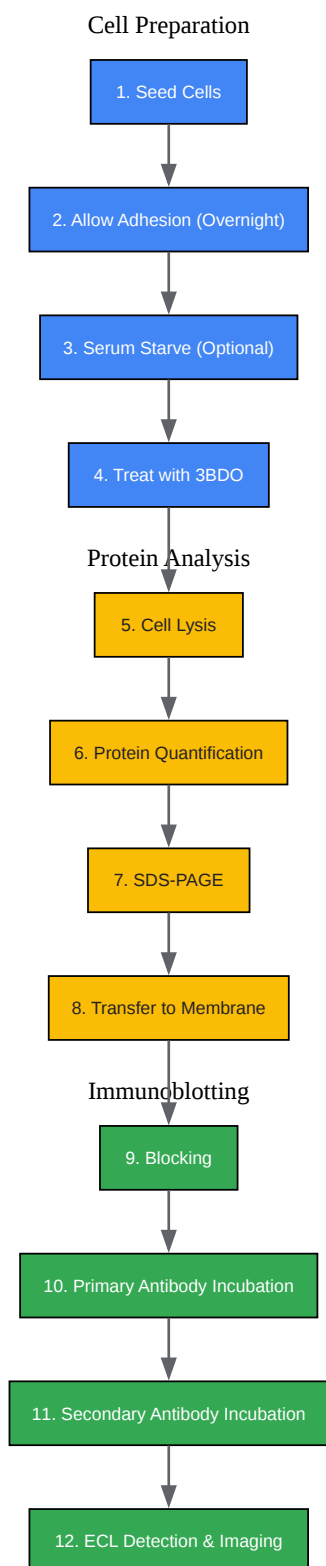 Cell Preparation
1. Seed Cells
2. Allow Adhesion (Overnight)
3. Serum Starve (Optional)
4. Treat with 3BDO
Protein Analysis
5. Cell Lysis
6. Protein Quantification
7. SDS-PAGE
8. Transfer to Membrane
Immunoblotting
9. Blocking
10. Primary Antibody Incubation
11. Secondary Antibody Incubation
12. ECL Detection & Imaging